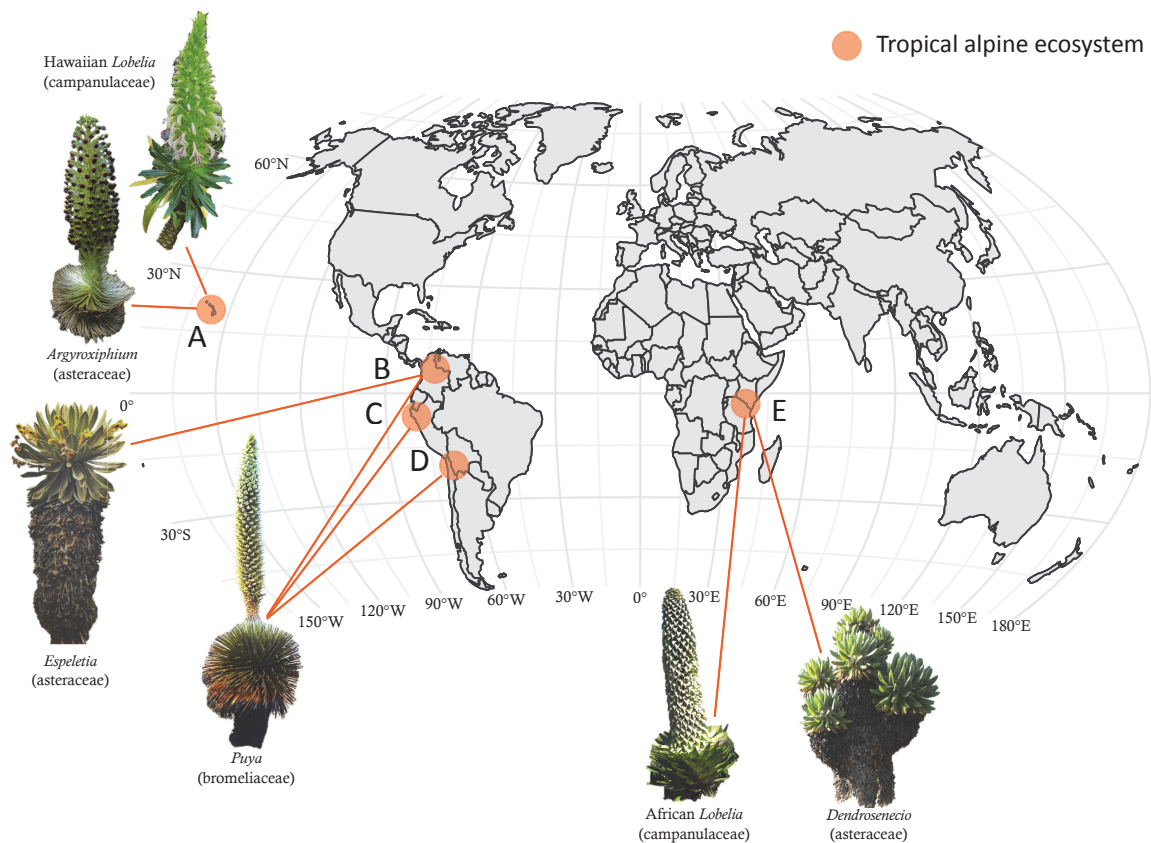 Tropical alpine ecosystem
Hawaiian Lobelia
(campanulaceae)
60°N
30°N
A
Argyroxiphium
(asteraceae)
B
0°
C
E
D
30°S
Espeletia
(asteraceae)
150°W
120°W
90°W
60°W
30°W
0°
30°E
60°E
90°E
120°E
150°E
180°E
Puya
(bromeliaceae)
African Lobelia
(campanulaceae)
Dendrosenecio
(asteraceae)